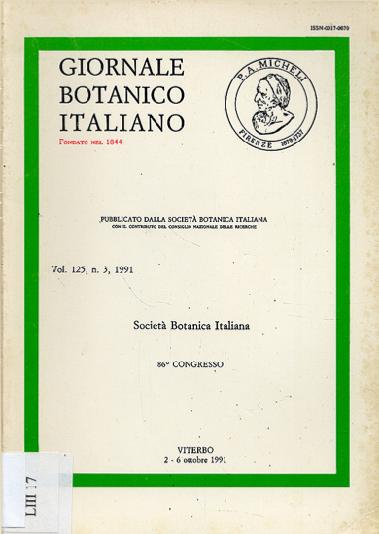 ISSN-0017-0070
GIORNALE
BOTANICO
ITALIANO
FONDATO NEL 1844
P. A. MICHELI
FIRENZE 1679-1737
PUBBLICATO DALLA SOCIETÀ BOTANICA ITALIANA
CON IL CONTRIBUTO DEL CONSIGLIO NAZIONALE DELLE RICERCHE
Vol. 125, n. 3, 1991
Società Botanica Italiana
86º CONGRESSO
VITERBO
2 - 6 ottobre 1991
LIII 17